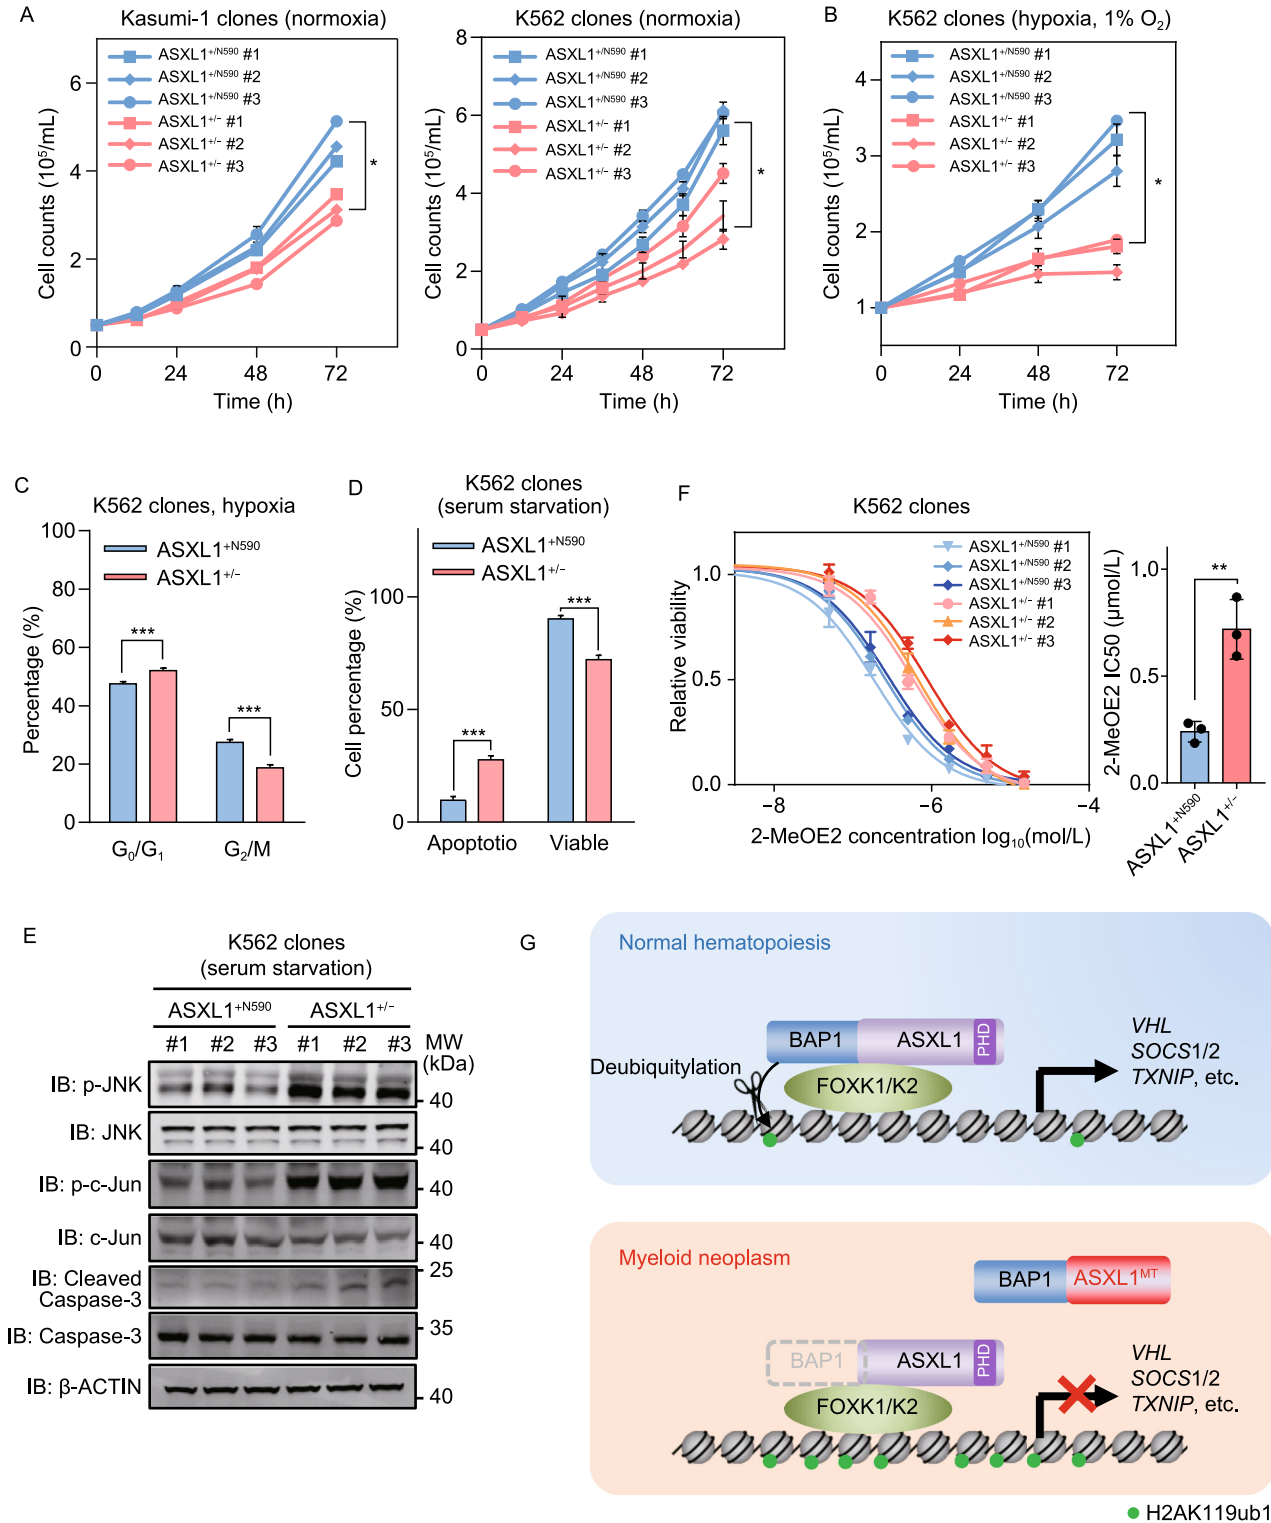 A
Kasumi-1 clones (normoxia)
Cell counts (10⁵/mL)
6
4
2
0
ASXL1⁺/ᴺ⁵⁹⁰ #1
ASXL1⁺/ᴺ⁵⁹⁰ #2
ASXL1⁺/ᴺ⁵⁹⁰ #3
ASXL1⁺/⁻ #1
ASXL1⁺/⁻ #2
ASXL1⁺/⁻ #3
*
0 24 48 72
Time (h)
K562 clones (normoxia)
Cell counts (10⁵/mL)
8
6
4
2
0
ASXL1⁺/ᴺ⁵⁹⁰ #1
ASXL1⁺/ᴺ⁵⁹⁰ #2
ASXL1⁺/ᴺ⁵⁹⁰ #3
ASXL1⁺/⁻ #1
ASXL1⁺/⁻ #2
ASXL1⁺/⁻ #3
*
0 24 48 72
Time (h)
B
K562 clones (hypoxia, 1% O₂)
Cell counts (10⁵/mL)
4
3
2
1
ASXL1⁺/ᴺ⁵⁹⁰ #1
ASXL1⁺/ᴺ⁵⁹⁰ #2
ASXL1⁺/ᴺ⁵⁹⁰ #3
ASXL1⁺/⁻ #1
ASXL1⁺/⁻ #2
ASXL1⁺/⁻ #3
*
0 24 48 72
Time (h)
C
K562 clones, hypoxia
Percentage (%)
100
80
60
40
20
0
ASXL1⁺ᴺ⁵⁹⁰
ASXL1⁺/⁻
***
***
G₀/G₁ G₂/M
D
K562 clones
(serum starvation)
Cell percentage (%)
100
50
0
ASXL1⁺ᴺ⁵⁹⁰
ASXL1⁺/⁻
***
***
Apoptotio Viable
F
K562 clones
Relative viability
1.0
0.5
0.0
ASXL1⁺/ᴺ⁵⁹⁰ #1
ASXL1⁺/ᴺ⁵⁹⁰ #2
ASXL1⁺/ᴺ⁵⁹⁰ #3
ASXL1⁺/⁻ #1
ASXL1⁺/⁻ #2
ASXL1⁺/⁻ #3
−8 −6 −4
2-MeOE2 concentration log₁₀(mol/L)
2-MeOE2 IC50 (μmol/L)
1.0
0.5
0.0
**
ASXL1⁺ᴺ⁵⁹⁰
ASXL1⁺/⁻
E
K562 clones
(serum starvation)
ASXL1⁺ᴺ⁵⁹⁰ ASXL1⁺/⁻
#1 #2 #3 #1 #2 #3
MW
(kDa)
IB: p-JNK
40
IB: JNK
40
IB: p-c-Jun
40
IB: c-Jun
40
IB: Cleaved
Caspase-3
25
IB: Caspase-3
35
IB: β-ACTIN
40
G
Normal hematopoiesis
BAP1 ASXL1 PHD
Deubiquitylation
FOXK1/K2
VHL
SOCS1/2
TXNIP, etc.
Myeloid neoplasm
BAP1 ASXL1ᴹᵀ
BAP1 ASXL1 PHD
FOXK1/K2
VHL
SOCS1/2
TXNIP, etc.
H2AK119ub1